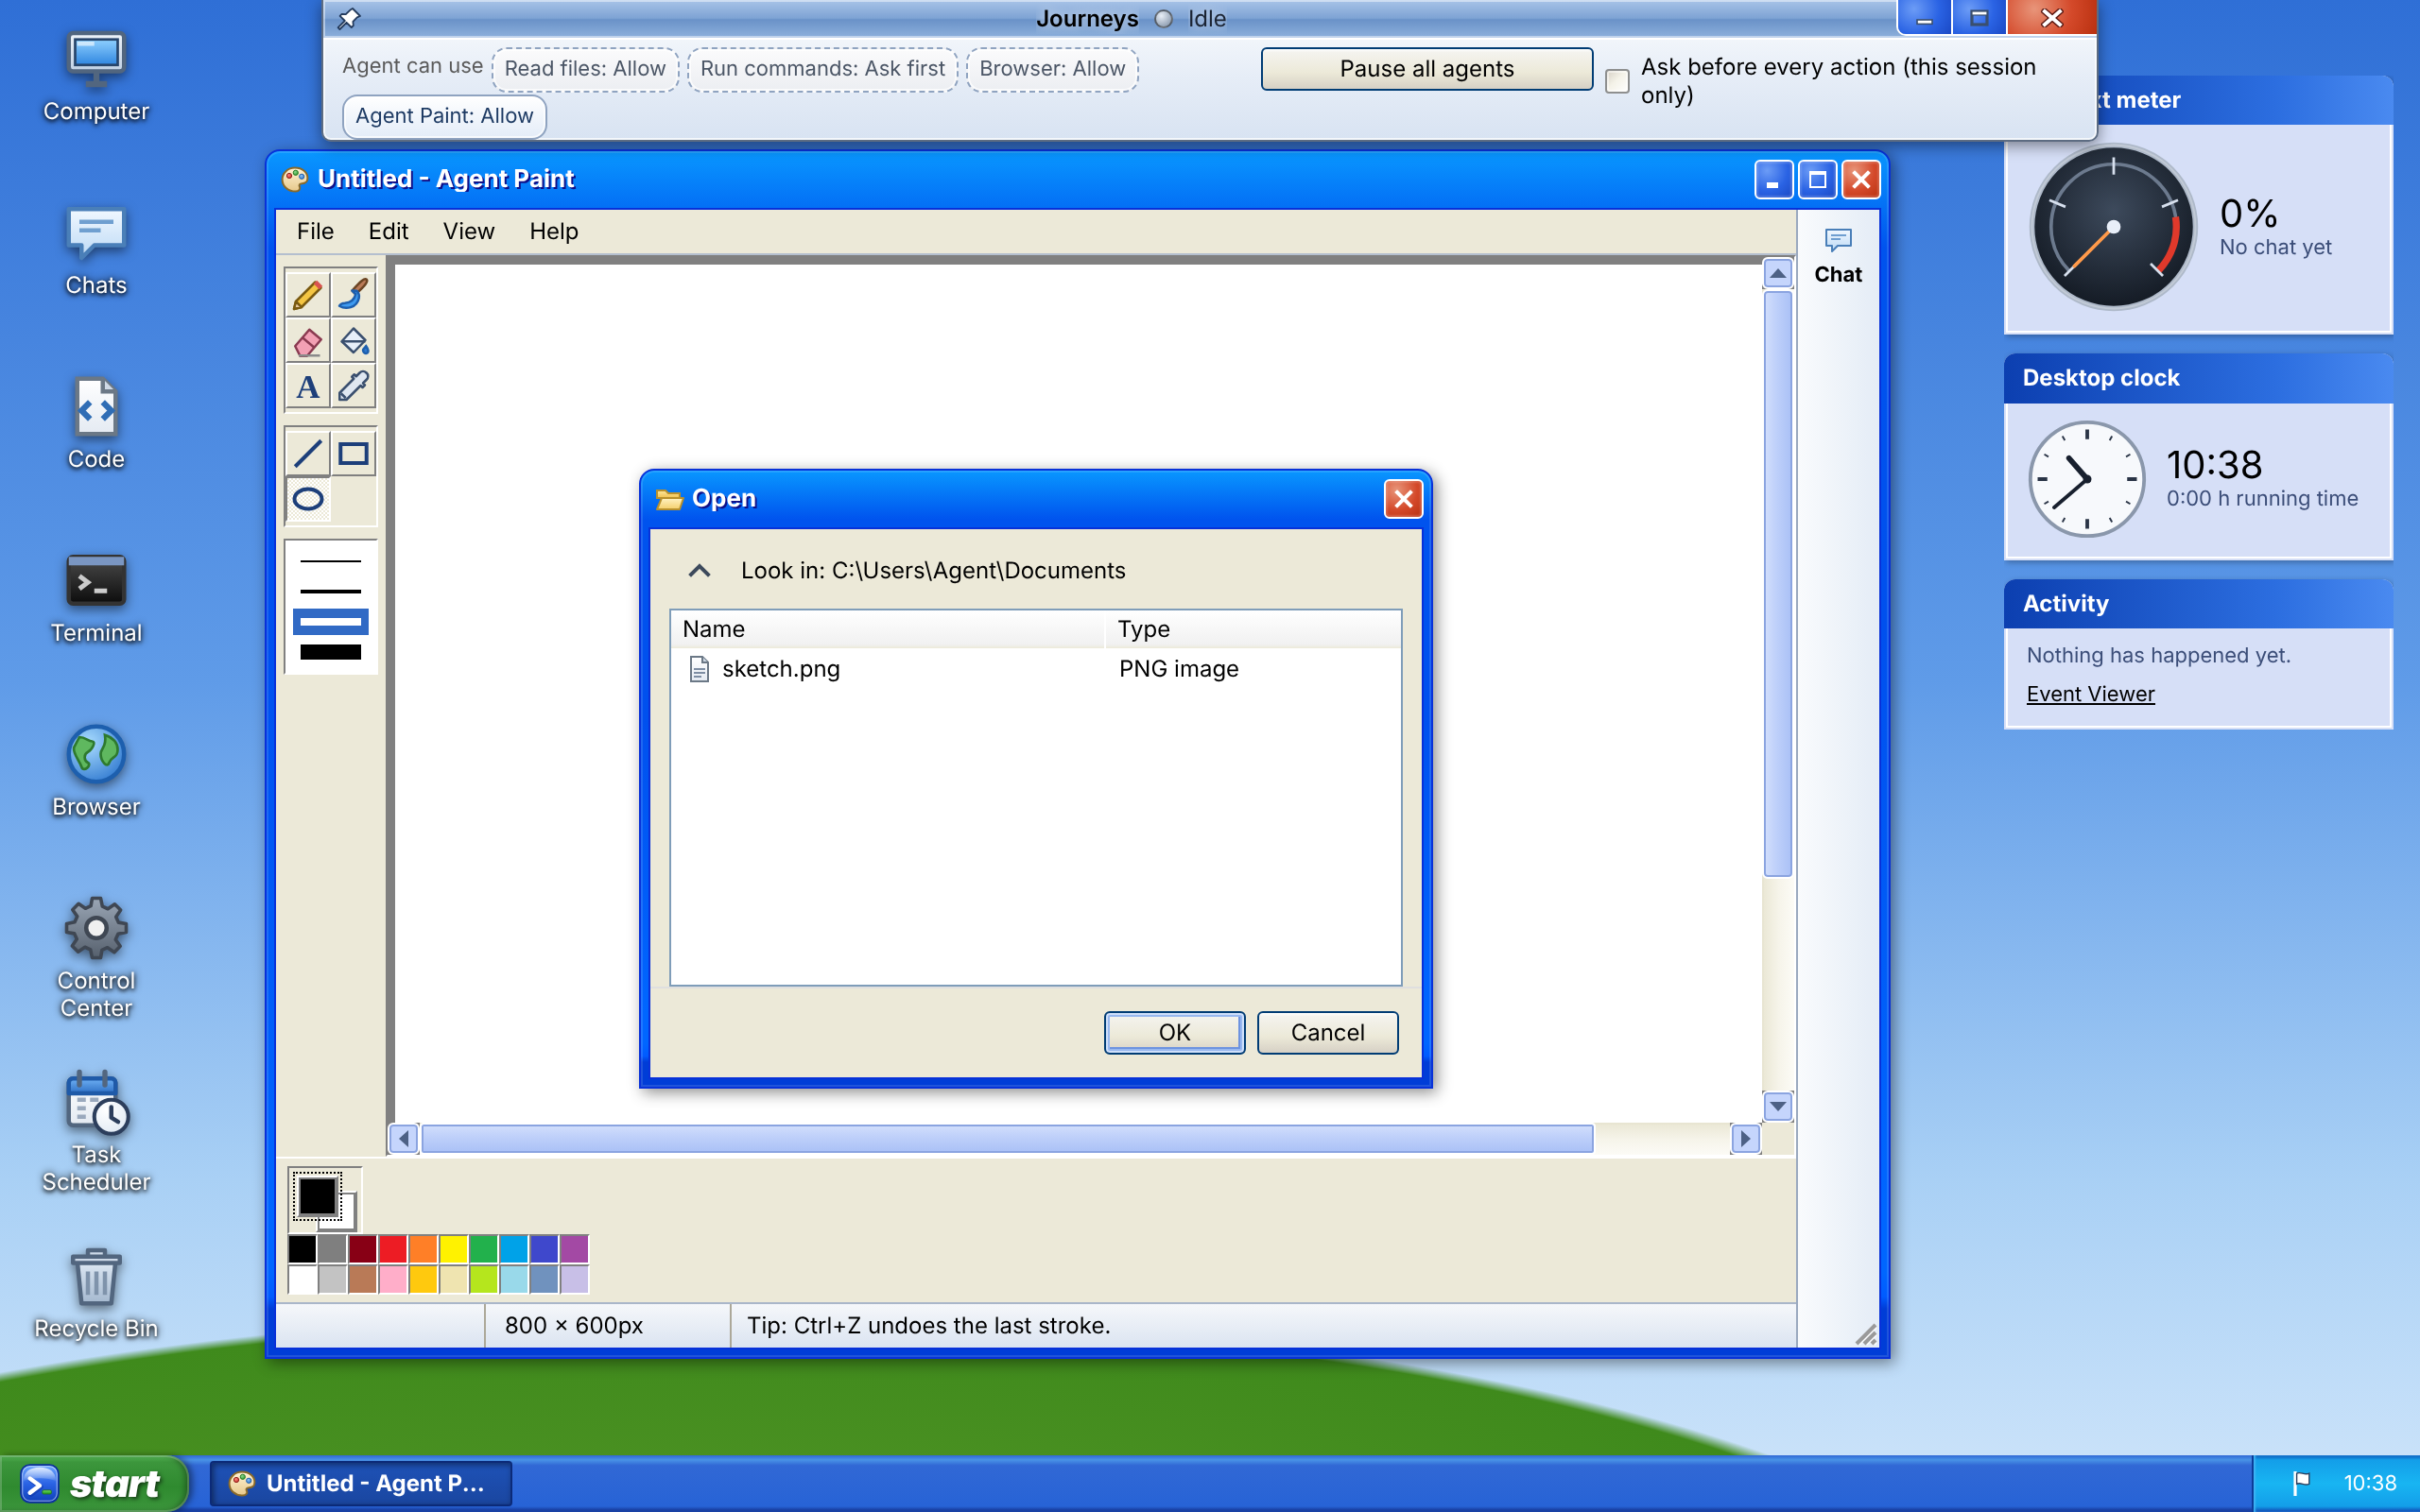 Journeys Idle
Agent can use Read files: Allow Run commands: Ask first Browser: Allow
Agent Paint: Allow
Pause all agents
Ask before every action (this session
only)
Computer
Chats
Code
Terminal
Browser
Control
Center
Task
Scheduler
Recycle Bin
Untitled - Agent Paint
File Edit View Help
A
Chat
Open
Look in: C:\Users\Agent\Documents
Name Type
sketch.png PNG image
OK Cancel
800 × 600px
Tip: Ctrl+Z undoes the last stroke.
meter
0%
No chat yet
Desktop clock
10:38
0:00 h running time
Activity
Nothing has happened yet.
Event Viewer
start
Untitled - Agent P...
10:38